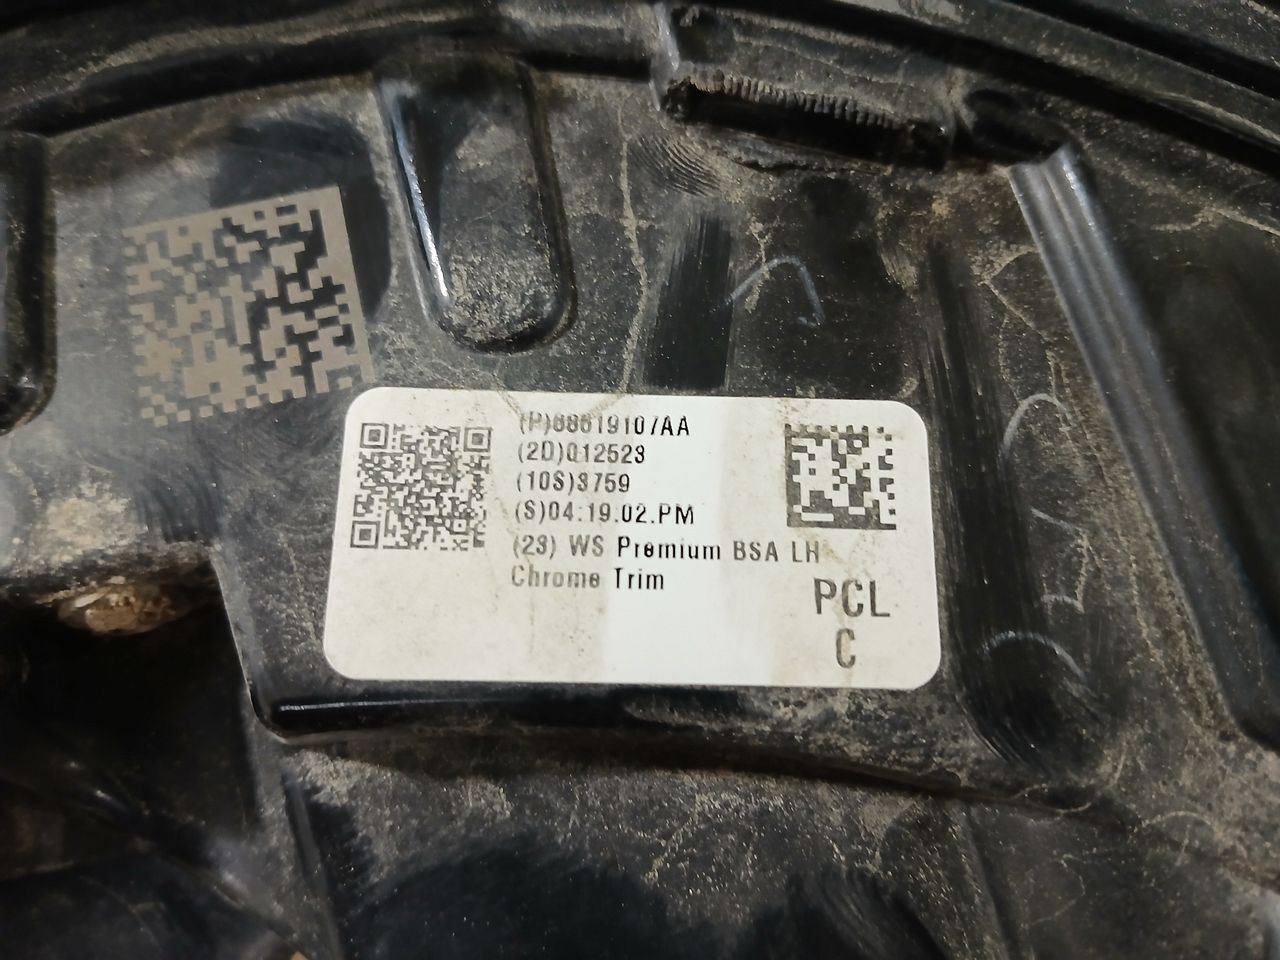 (P)68619107AA
(2D)012523
(10S)3759
(S)04:19.02.PM
(23) WS Premium BSA LH
Chrome Trim
PCL
C